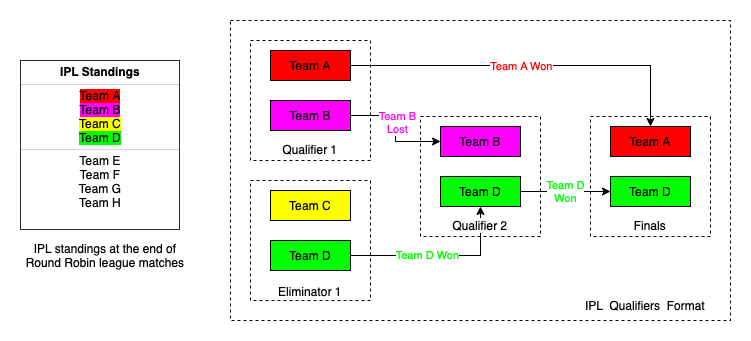 IPL Standings
Team A
Team B
Team C
Team D
Team E
Team F
Team G
Team H
IPL standings at the end of
Round Robin league matches
Team A
Team A Won
Team B
Team B
Lost
Qualifier 1
Team B
Team D
Qualifier 2
Team D
Won
Team A
Team D
Finals
Team C
Team D
Team D Won
Eliminator 1
IPL Qualifiers Format